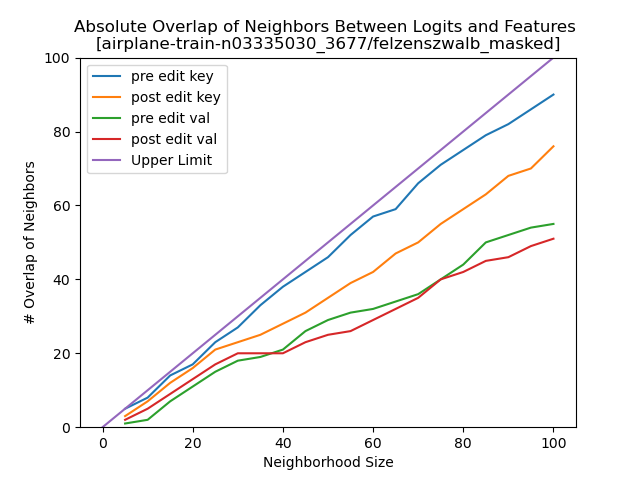 Absolute Overlap of Neighbors Between Logits and Features
[airplane-train-n03335030_3677/felzenszwalb_masked]
pre edit key
post edit key
pre edit val
post edit val
Upper Limit
# Overlap of Neighbors
100
80
60
40
20
0
0 20 40 60 80 100
Neighborhood Size